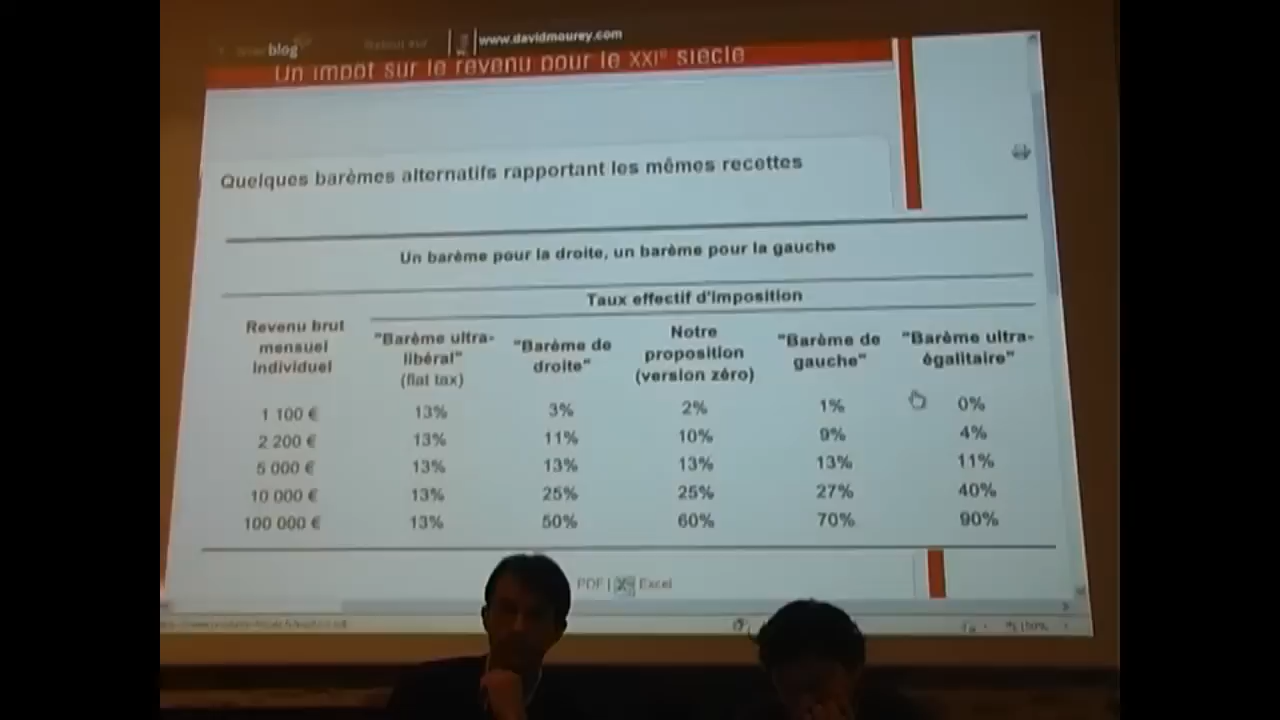 blog
www.davidmourey.com
Un impôt sur le revenu pour le XXIe siècle
Quelques barèmes alternatifs rapportant les mêmes recettes
Un barème pour la droite, un barème pour la gauche
Taux effectif d'imposition
Revenu brut mensuel individuel
"Barème ultra-libéral" (flat tax)
"Barème de droite"
Notre proposition (version zéro)
"Barème de gauche"
"Barème ultra-égalitaire"
1 100 € 13% 3% 2% 1% 0%
2 200 € 13% 11% 10% 9% 4%
5 000 € 13% 13% 13% 13% 11%
10 000 € 13% 25% 25% 27% 40%
100 000 € 13% 50% 60% 70% 90%
PDF | Excel